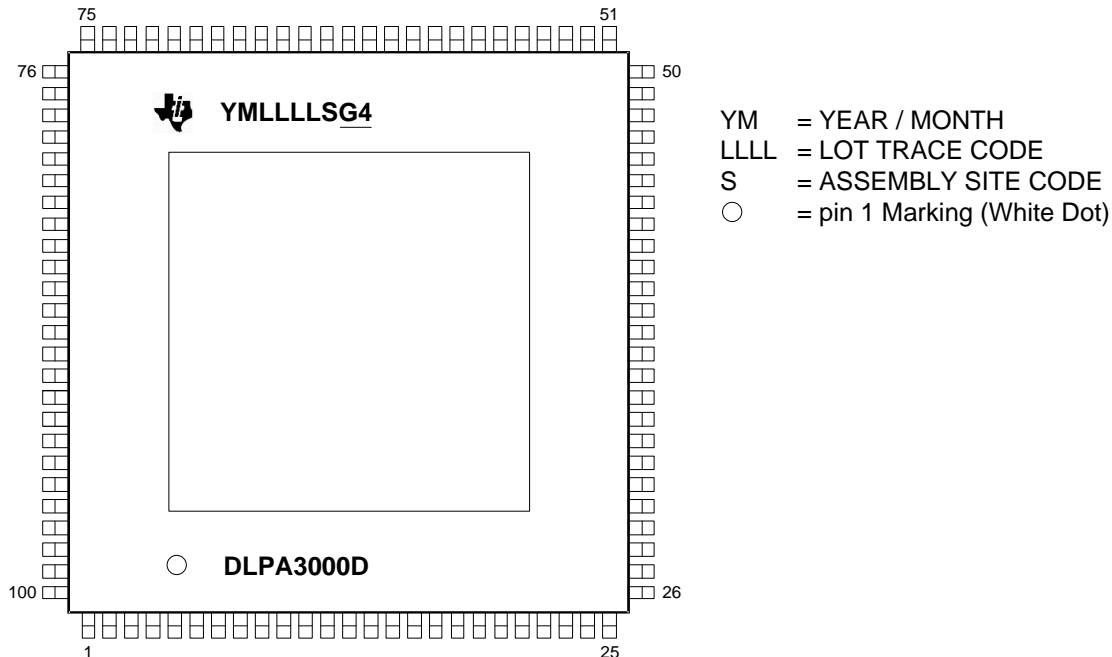 75 51
76 50
YMLLLLSG4
YM = YEAR / MONTH
LLLL = LOT TRACE CODE
S = ASSEMBLY SITE CODE
○ = pin 1 Marking (White Dot)
DLPA3000D
100 26
1 25